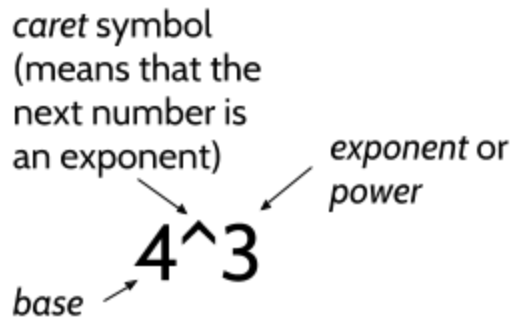 caret symbol
(means that the
next number is
an exponent)
exponent or
power
4^3
base